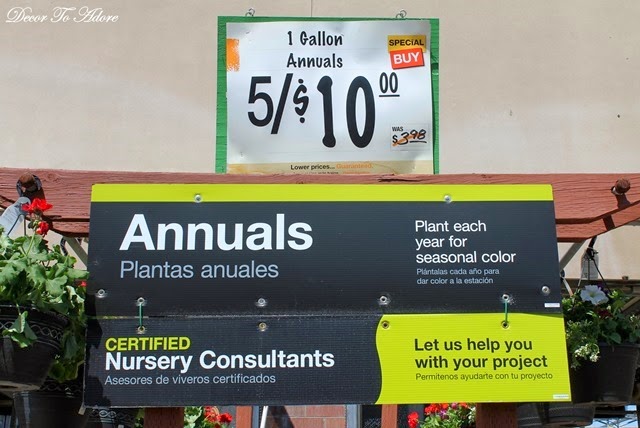 Decor To Adore
1 Gallon
Annuals
SPECIAL
BUY
5/$10 00
WAS
$3.98
Lower prices... Guaranteed.
Annuals
Plantas anuales
Plant each
year for
seasonal color
Plántalas cada año para
dar color a la estación
CERTIFIED
Nursery Consultants
Asesores de viveros certificados
Let us help you
with your project
Permítenos ayudarte con tu proyecto